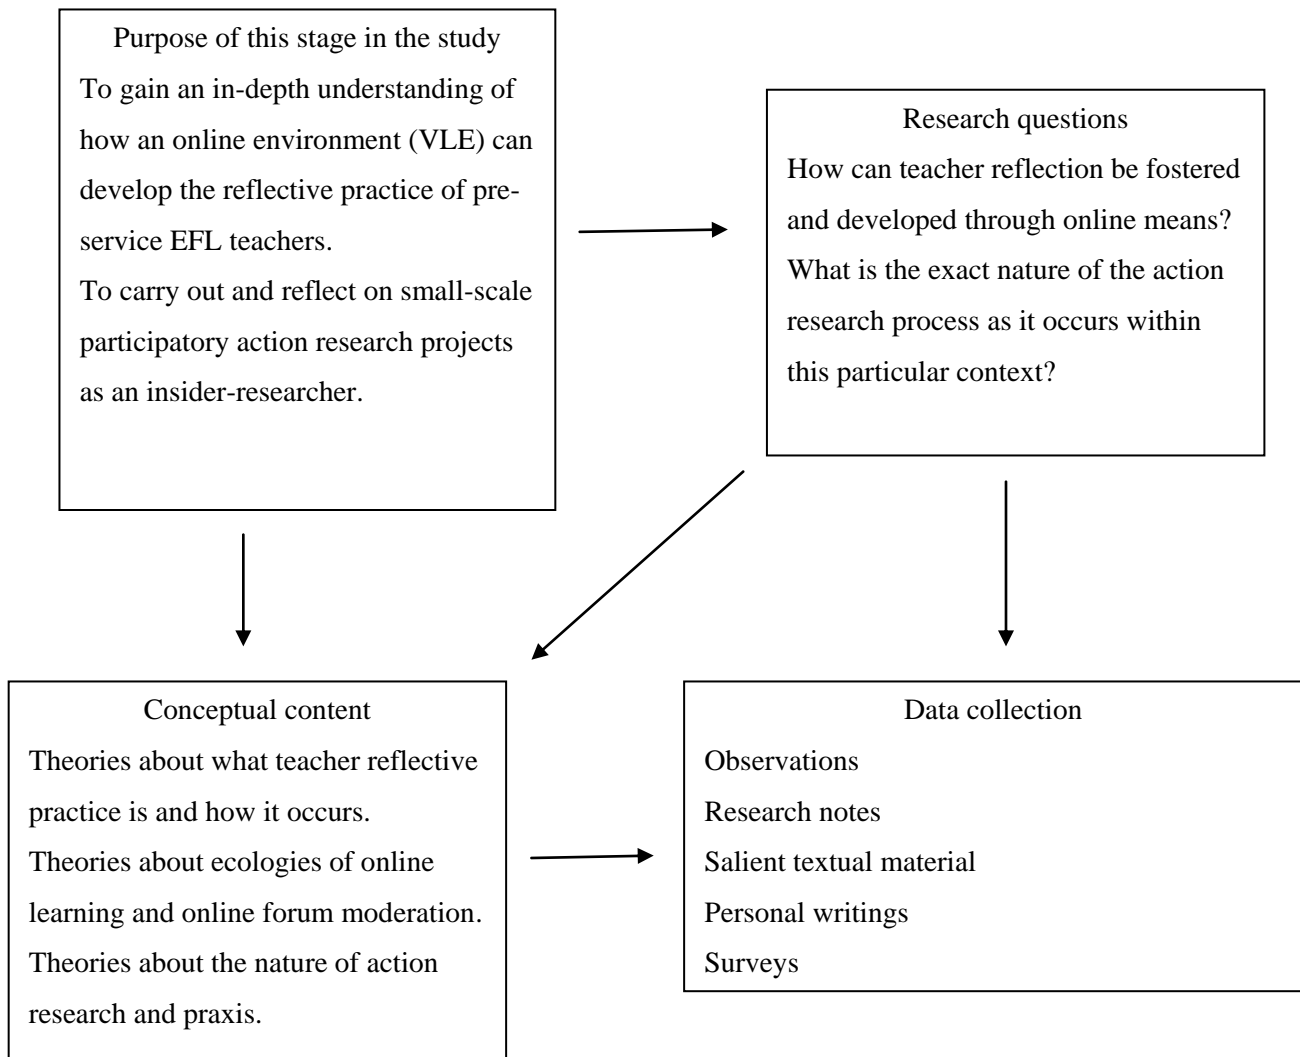 Purpose of this stage in the study
To gain an in-depth understanding of
how an online environment (VLE) can
develop the reflective practice of pre-
service EFL teachers.
To carry out and reflect on small-scale
participatory action research projects
as an insider-researcher.
Research questions
How can teacher reflection be fostered
and developed through online means?
What is the exact nature of the action
research process as it occurs within
this particular context?
Conceptual content
Theories about what teacher reflective
practice is and how it occurs.
Theories about ecologies of online
learning and online forum moderation.
Theories about the nature of action
research and praxis.
Data collection
Observations
Research notes
Salient textual material
Personal writings
Surveys